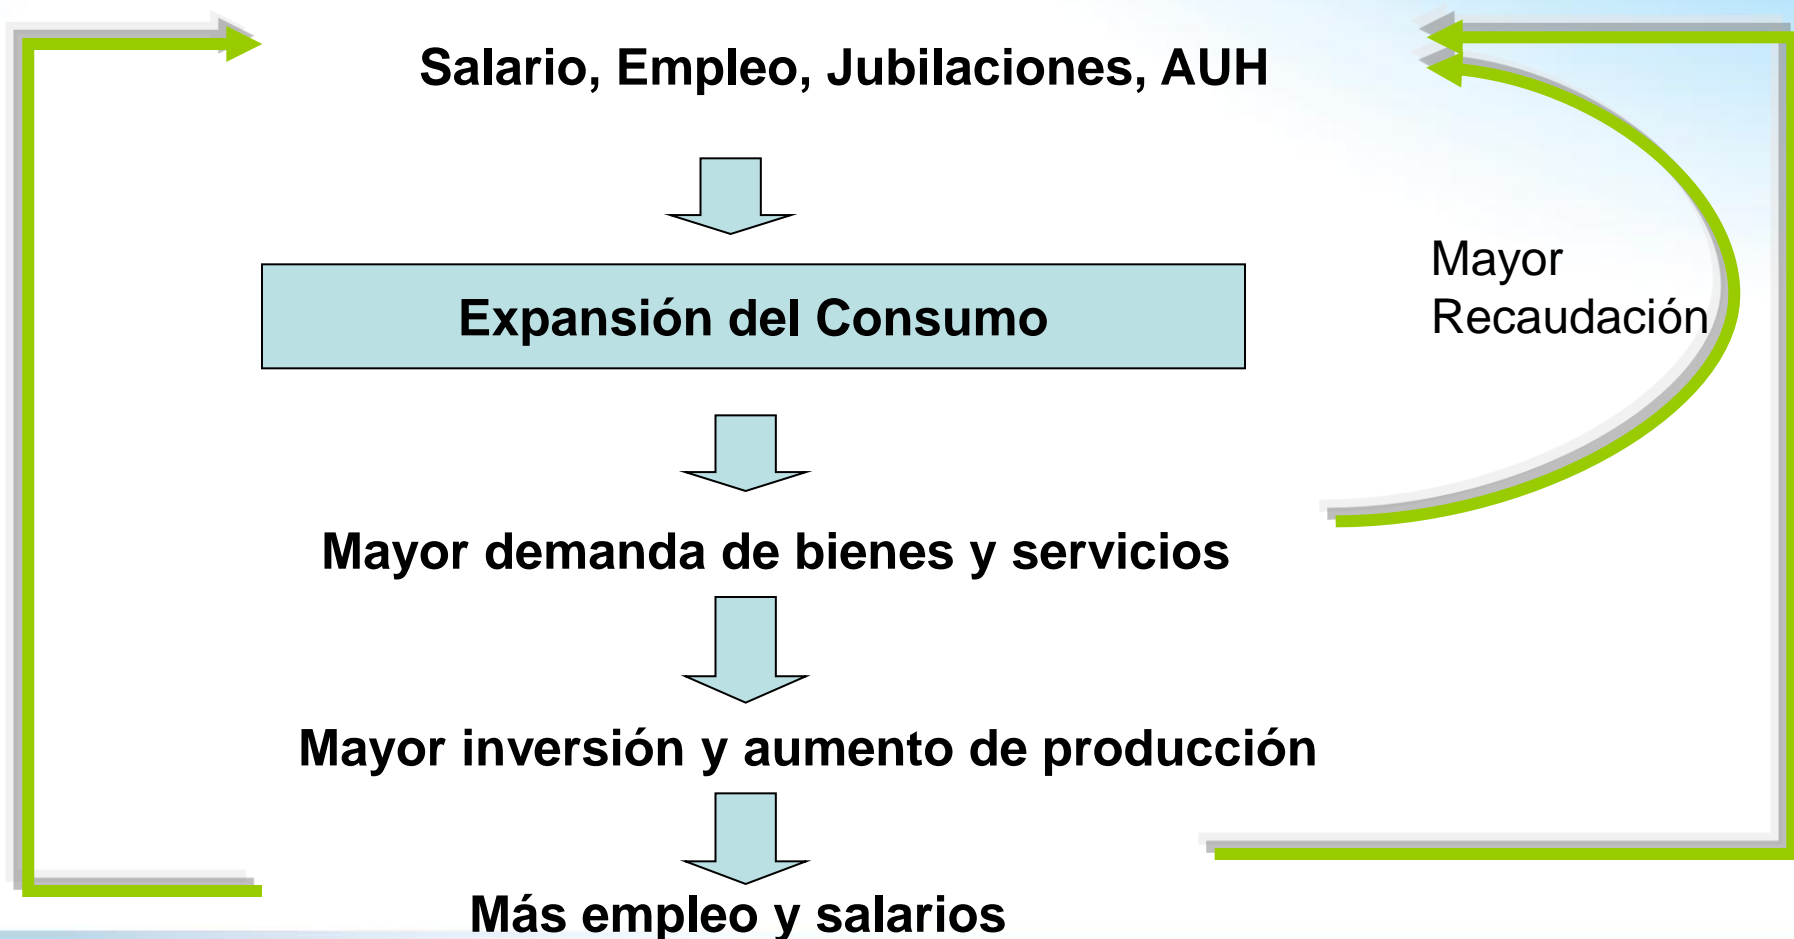 Salario, Empleo, Jubilaciones, AUH
Expansión del Consumo
Mayor
Recaudación
Mayor demanda de bienes y servicios
Mayor inversión y aumento de producción
Más empleo y salarios